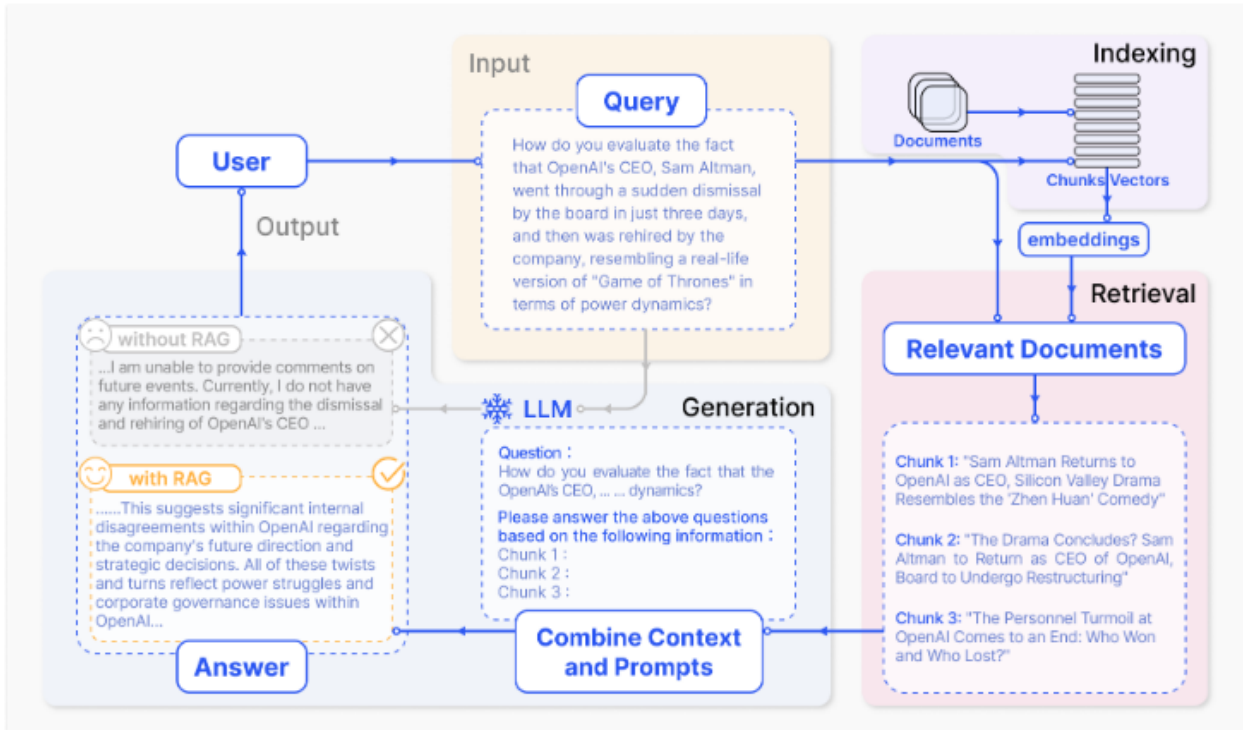 Input
Query
How do you evaluate the fact
that OpenAI's CEO, Sam Altman,
went through a sudden dismissal
by the board in just three days,
and then was rehired by the
company, resembling a real-life
version of "Game of Thrones" in
terms of power dynamics?
Indexing
Documents
Chunks Vectors
embeddings
User
Output
Retrieval
Relevant Documents
Chunk 1: "Sam Altman Returns to
OpenAI as CEO, Silicon Valley Drama
Resembles the 'Zhen Huan' Comedy"
Chunk 2: "The Drama Concludes? Sam
Altman to Return as CEO of OpenAI,
Board to Undergo Restructuring"
Chunk 3: "The Personnel Turmoil at
OpenAI Comes to an End: Who Won
and Who Lost?"
LLM
Generation
Question :
How do you evaluate the fact that the
OpenAI's CEO, ... ... dynamics?
Please answer the above questions
based on the following information :
Chunk 1 :
Chunk 2 :
Chunk 3 :
Combine Context
and Prompts
without RAG
...I am unable to provide comments on
future events. Currently, I do not have
any information regarding the dismissal
and rehiring of OpenAI's CEO ...
with RAG
......This suggests significant internal
disagreements within OpenAI regarding
the company's future direction and
strategic decisions. All of these twists
and turns reflect power struggles and
corporate governance issues within
OpenAI...
Answer